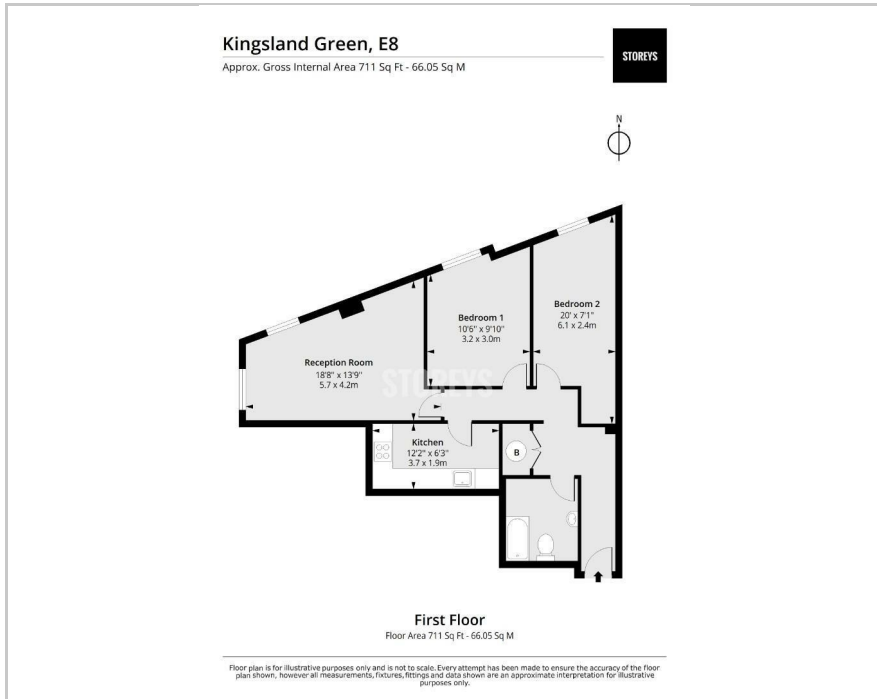 Kingsland Green, E8
Approx. Gross Internal Area 711 Sq Ft - 66.05 Sq M
STOREYS
N
Bedroom 2
20' x 7'1"
6.1 x 2.4m
Bedroom 1
10'6" x 9'10"
3.2 x 3.0m
Reception Room
18'8" x 13'9"
5.7 x 4.2m
STOREYS
Kitchen
12'2" x 6'3"
3.7 x 1.9m
B
First Floor
Floor Area 711 Sq Ft - 66.05 Sq M
Floor plan is for illustrative purposes only and is not to scale. Every attempt has been made to ensure the accuracy of the floor
plan shown, however all measurements, fixtures, fittings and data shown are an approximate interpretation for illustrative
purposes only.